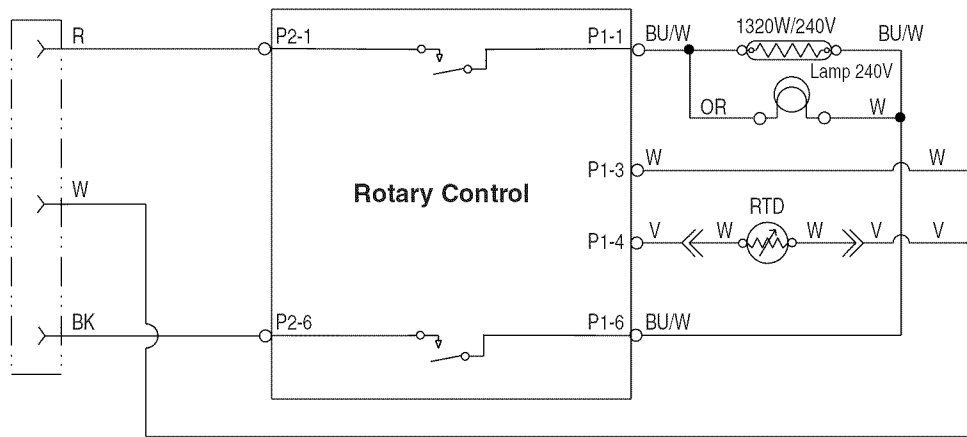 R P2-1 P1-1 BU/W 1320W/240V BU/W
Lamp 240V
OR W
W P1-3 W W
Rotary Control
RTD
P1-4 V W W V V
BK P2-6 P1-6 BU/W